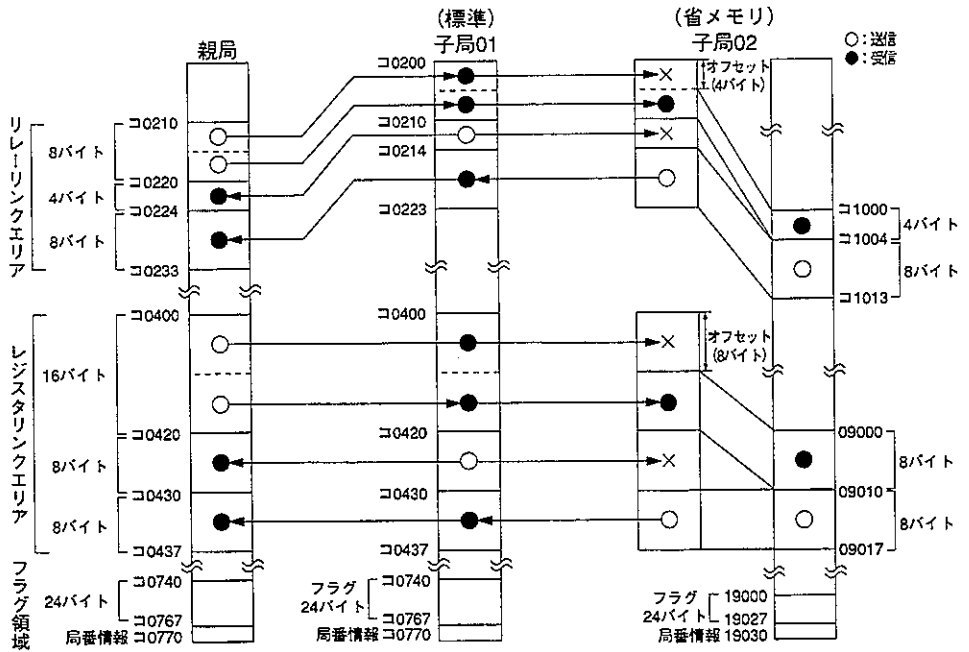 (標準)
(省メモリ)
親局
子局01
子局02
○:送信
●:受信
コ0200
オフセット
(4バイト)
リレーリンクエリア
8バイト
4バイト
8バイト
コ0210
コ0220
コ0224
コ0233
コ0210
コ0214
コ0223
コ1000
コ1004
コ1013
4バイト
8バイト
レジスタリンクエリア
16バイト
8バイト
8バイト
コ0400
コ0420
コ0430
コ0437
コ0400
コ0420
コ0430
コ0437
オフセット
(8バイト)
09000
09010
09017
8バイト
8バイト
フラグ領域
24バイト
コ0740
コ0767
局番情報 コ0770
フラグ
24バイト
コ0740
コ0767
局番情報 コ0770
フラグ
24バイト
19000
19027
局番情報 19030